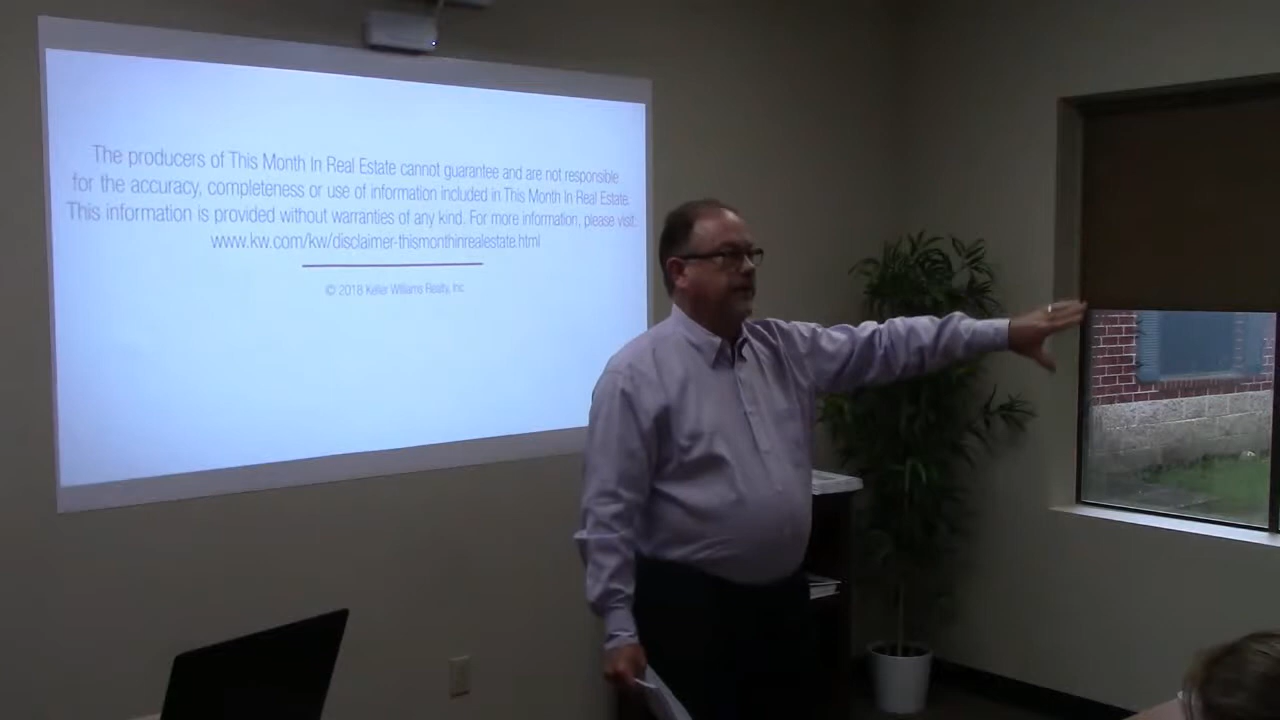 The producers of This Month In Real Estate cannot guarantee and are not responsible
for the accuracy, completeness or use of information included in This Month In Real Estate.
This information is provided without warranties of any kind. For more information, please visit:
www.kw.com/kw/disclaimer-thismonthinrealestate.html
© 2018 Keller Williams Realty, Inc.